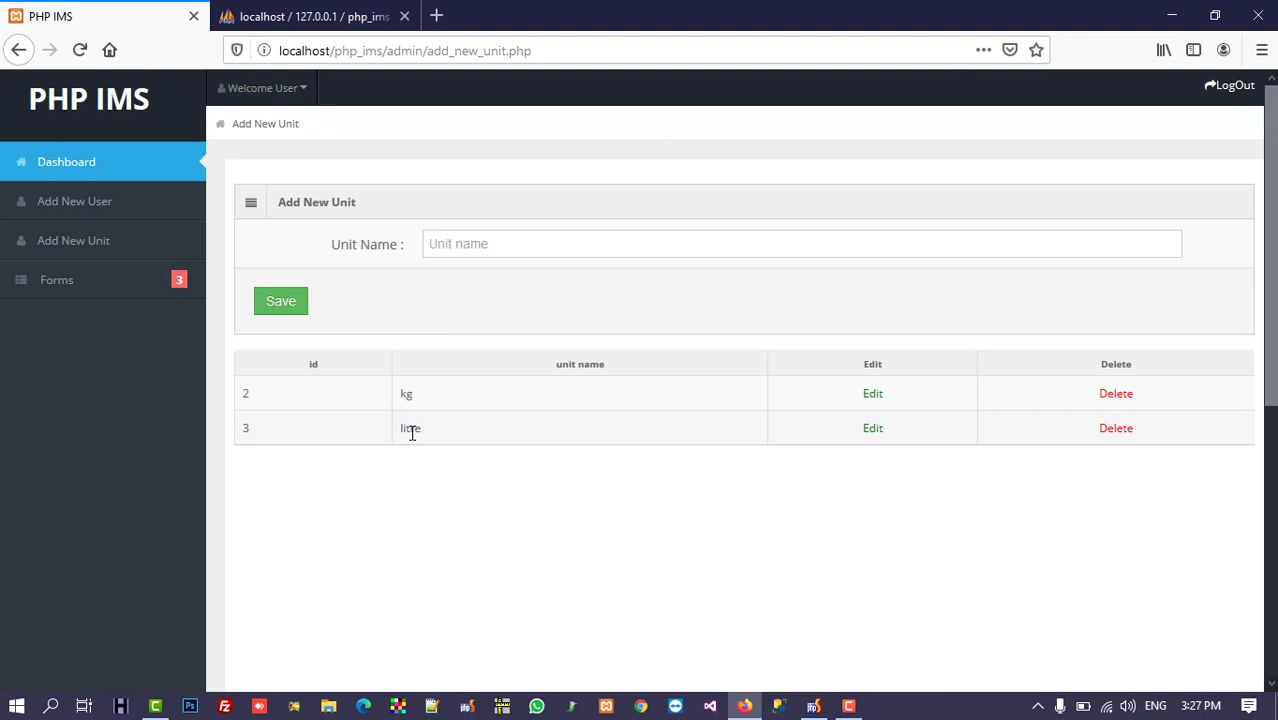 PHP IMS
localhost / 127.0.0.1 / php_ims
localhost/php_ims/admin/add_new_unit.php
PHP IMS
Welcome User
LogOut
Add New Unit
Dashboard
Add New User
Add New Unit
Forms 3
Add New Unit
Unit Name :
Unit name
Save
id unit name Edit Delete
2 kg Edit Delete
3 litre Edit Delete
ENG 3:27 PM